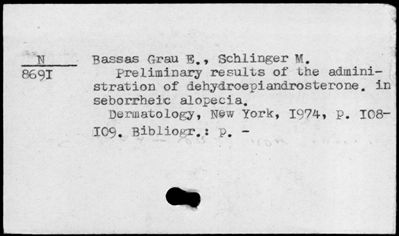 N
8691
Bassas Grau E., Schlinger M.
Preliminary results of the admini-
stration of dehydroepiandrosterone. in
seborrheic alopecia.
Dermatology, New York, 1974, p. 108-
109. Bibliogr.: p. -